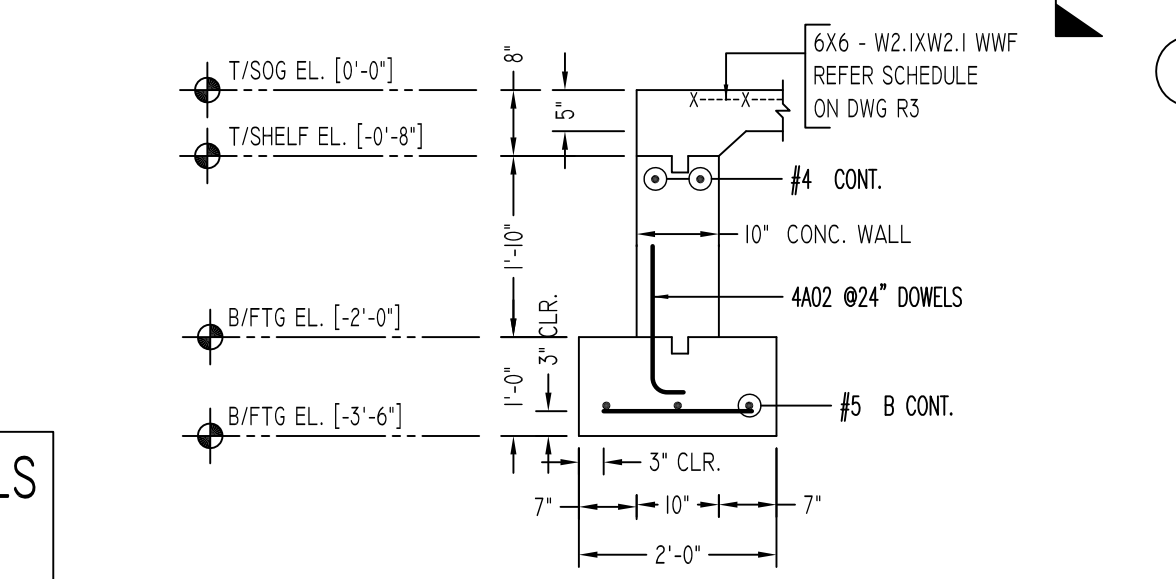 T/SOG EL. [0'-0"]
T/SHELF EL. [-0'-8"]
B/FTG EL. [-2'-0"]
B/FTG EL. [-3'-6"]
8"
5"
1'-10"
1'-0"
3" CLR.
6X6 - W2.1XW2.1 WWF
REFER SCHEDULE
ON DWG R3
X X
#4 CONT.
10" CONC. WALL
4A02 @24" DOWELS
#5 B CONT.
3" CLR.
7" 10" 7"
2'-0"
LS